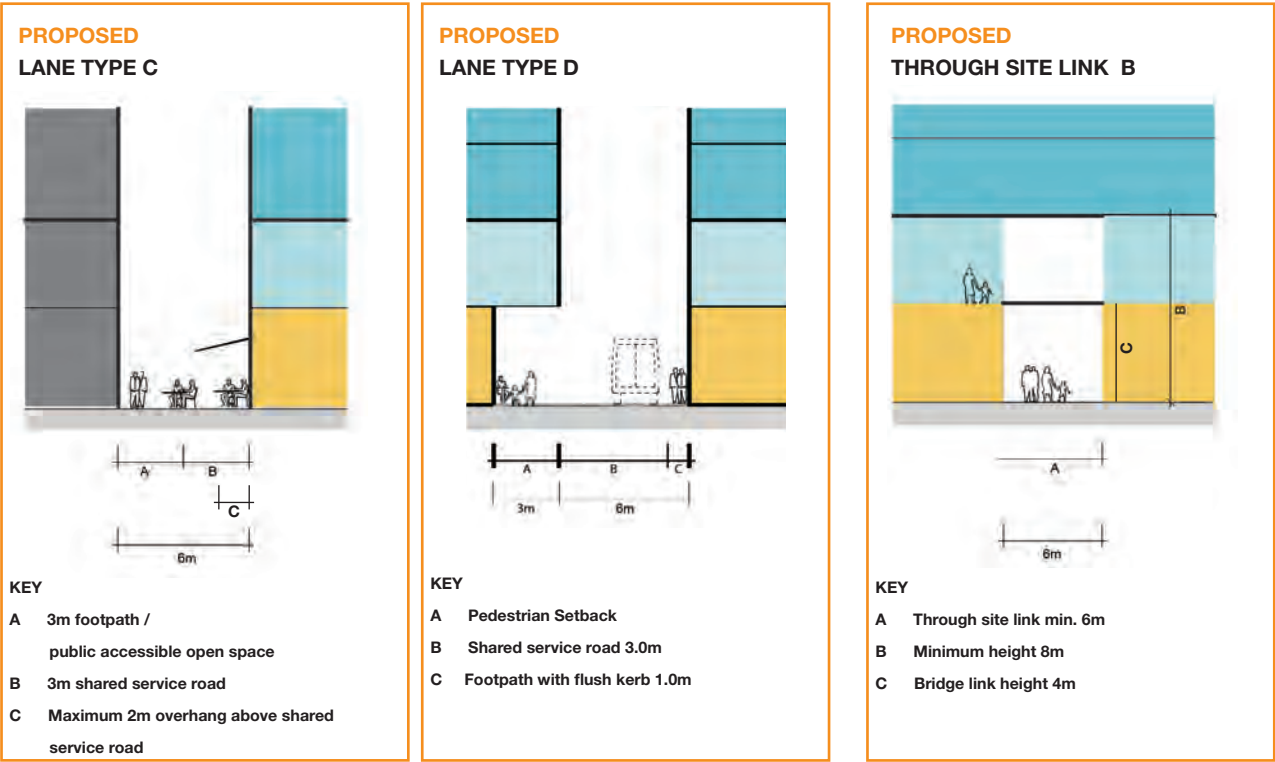 PROPOSED
LANE TYPE C
A
B
C
6m
KEY
A 3m footpath /
public accessible open space
B 3m shared service road
C Maximum 2m overhang above shared
service road
PROPOSED
LANE TYPE D
A B C
3m 6m
KEY
A Pedestrian Setback
B Shared service road 3.0m
C Footpath with flush kerb 1.0m
PROPOSED
THROUGH SITE LINK B
B
C
A
6m
KEY
A Through site link min. 6m
B Minimum height 8m
C Bridge link height 4m